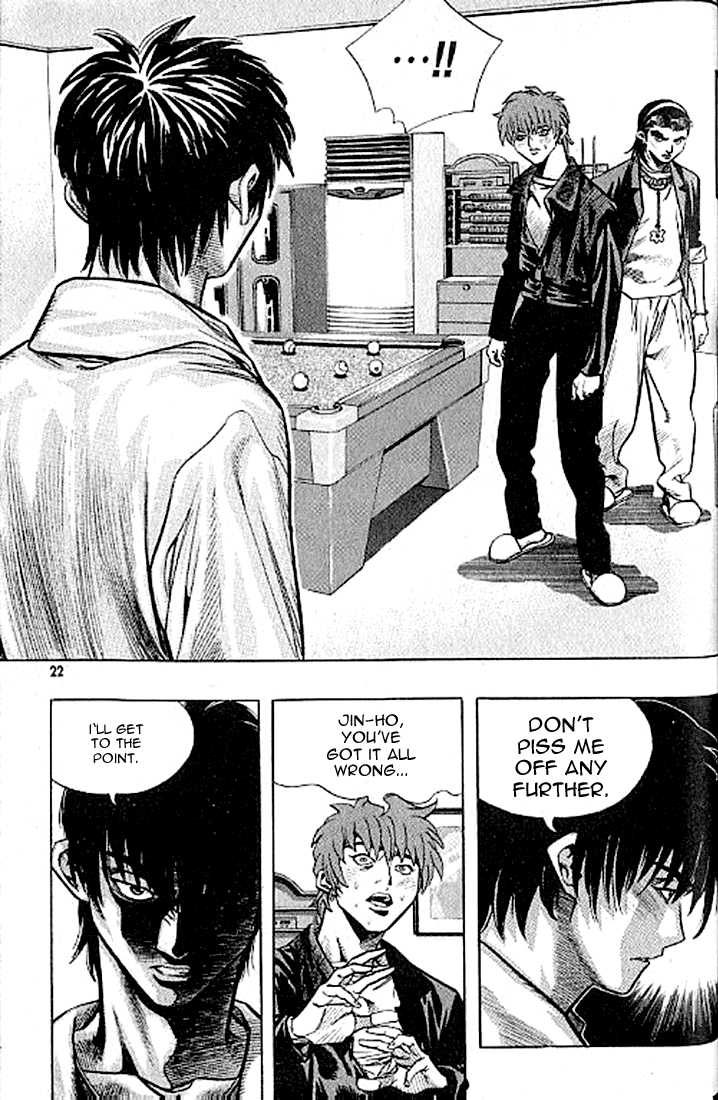 ...!!
22
I'LL GET
TO THE
POINT.
JIN-HO,
YOU'VE
GOT IT ALL
WRONG...
DON'T
PISS ME
OFF ANY
FURTHER.